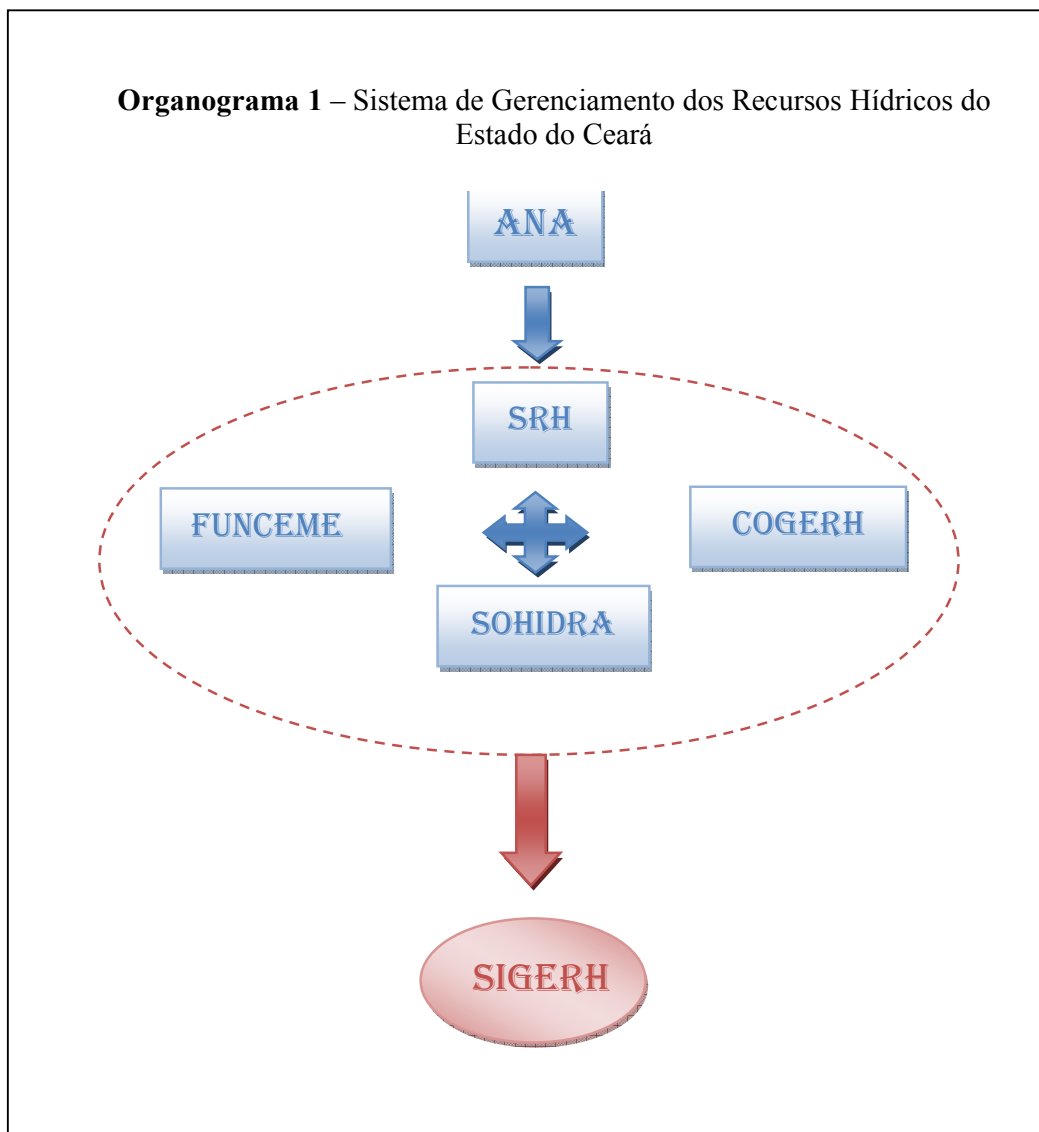 Organograma 1 – Sistema de Gerenciamento dos Recursos Hídricos do
Estado do Ceará
ANA
SRH
FUNCEME
COGERH
SOHIDRA
SIGERH